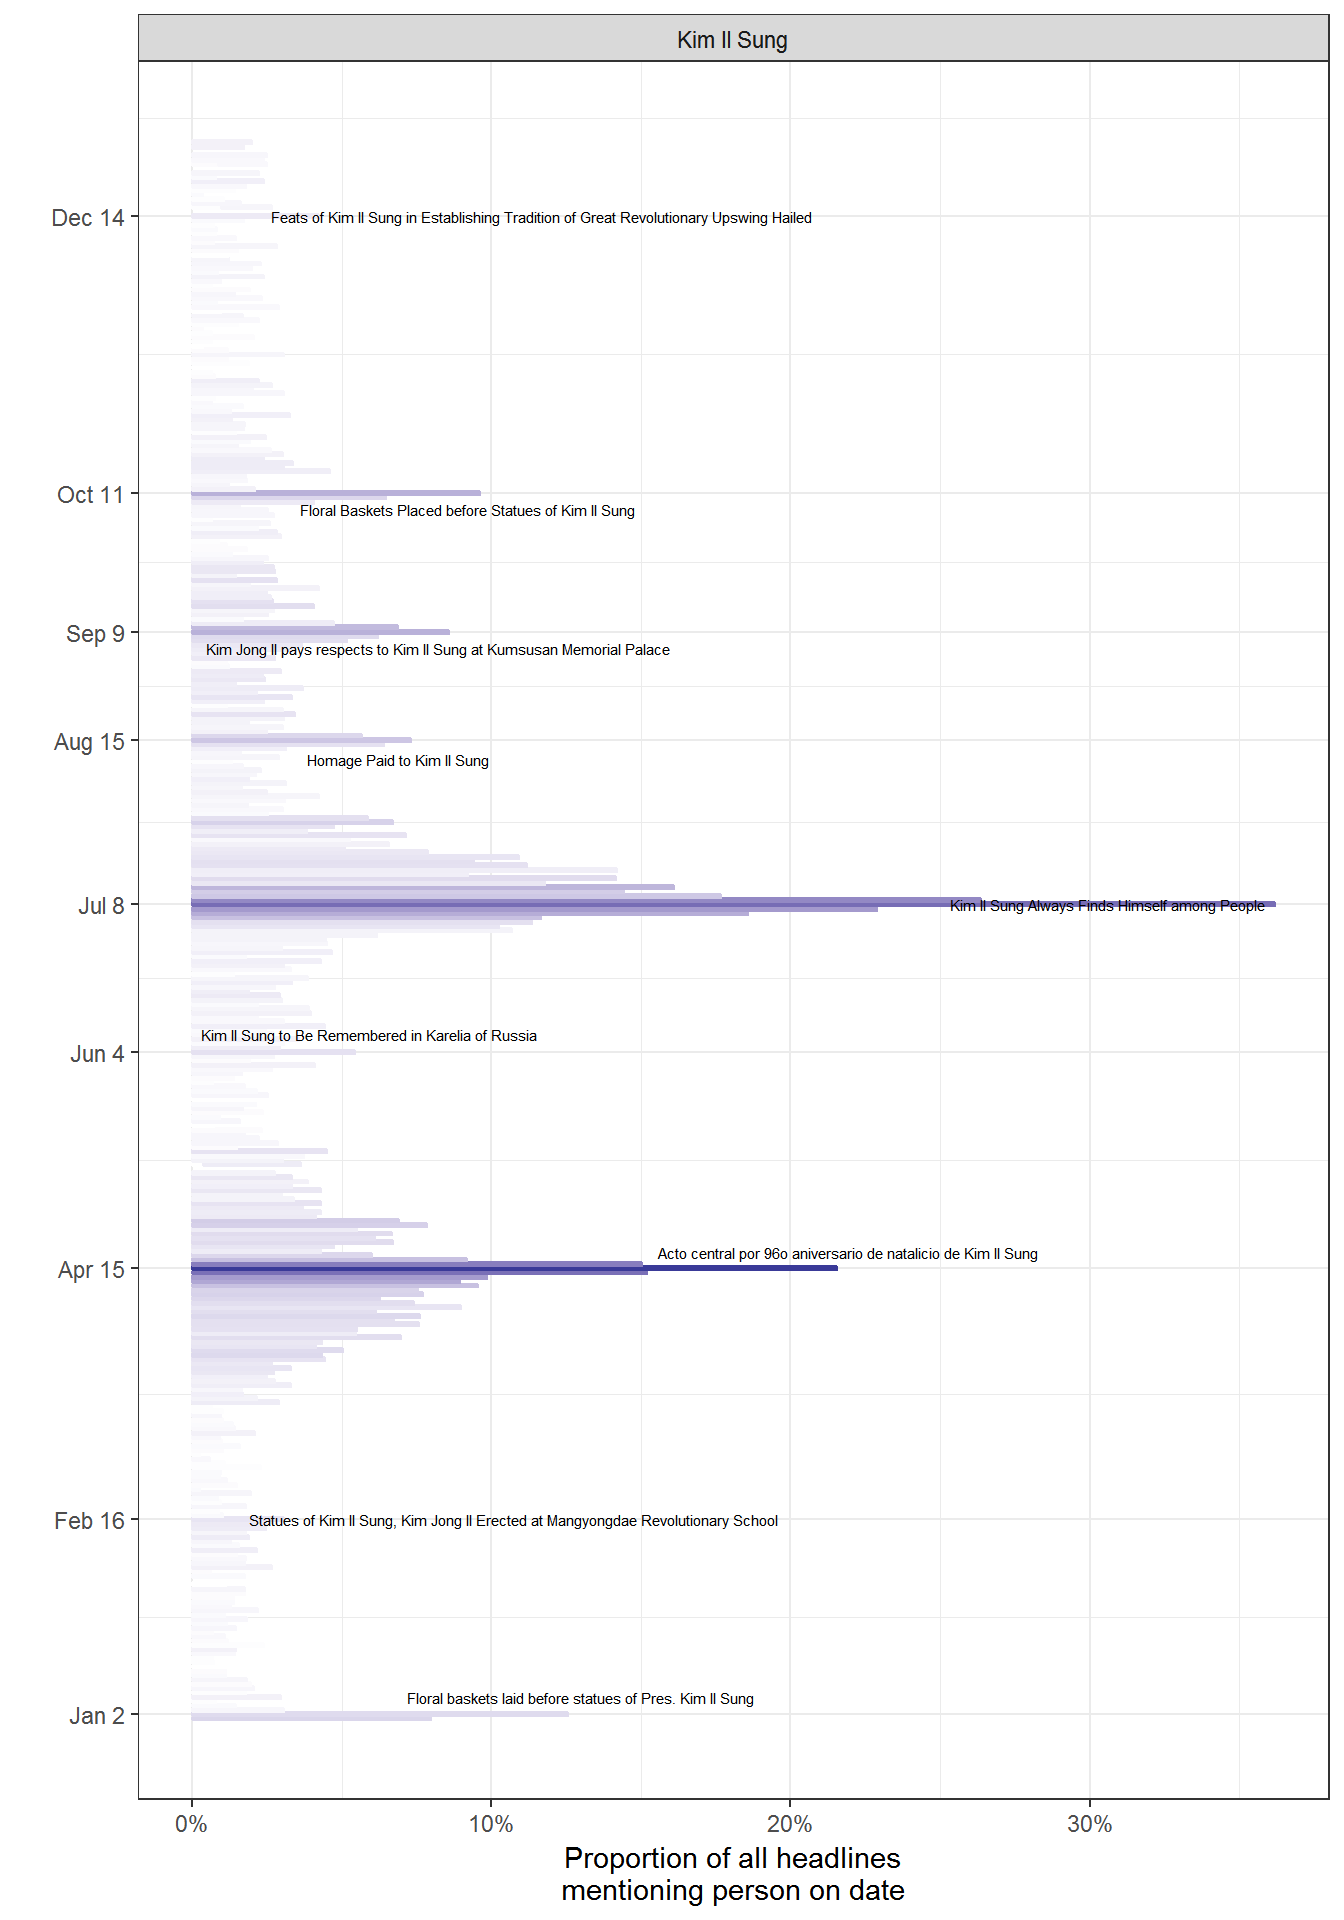 Kim Il Sung
Dec 14
Feats of Kim Il Sung in Establishing Tradition of Great Revolutionary Upswing Hailed
Oct 11
Floral Baskets Placed before Statues of Kim Il Sung
Sep 9
Kim Jong Il pays respects to Kim Il Sung at Kumsusan Memorial Palace
Aug 15
Homage Paid to Kim Il Sung
Jul 8
Kim Il Sung Always Finds Himself among People
Kim Il Sung to Be Remembered in Karelia of Russia
Jun 4
Acto central por 96o aniversario de natalicio de Kim Il Sung
Apr 15
Feb 16
Statues of Kim Il Sung, Kim Jong Il Erected at Mangyongdae Revolutionary School
Floral baskets laid before statues of Pres. Kim Il Sung
Jan 2
0%
10%
20%
30%
Proportion of all headlines
mentioning person on date